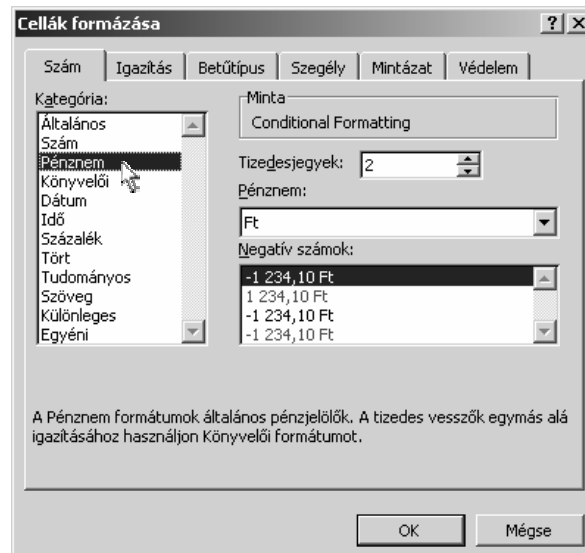 Cellák formázása
Szám
Igazítás
Betűtípus
Szegély
Mintázat
Védelem
Kategória:
Általános
Szám
Pénznem
Könyvelői
Dátum
Idő
Százalék
Tört
Tudományos
Szöveg
Különleges
Egyéni
Minta
Conditional Formatting
Tizedesjegyek: 2
Pénznem:
Ft
Negatív számok:
-1 234,10 Ft
1 234,10 Ft
-1 234,10 Ft
-1 234,10 Ft
A Pénznem formátumok általános pénzjelölők. A tizedes vesszők egymás alá
igazításához használjon Könyvelői formátumot.
OK
Mégse